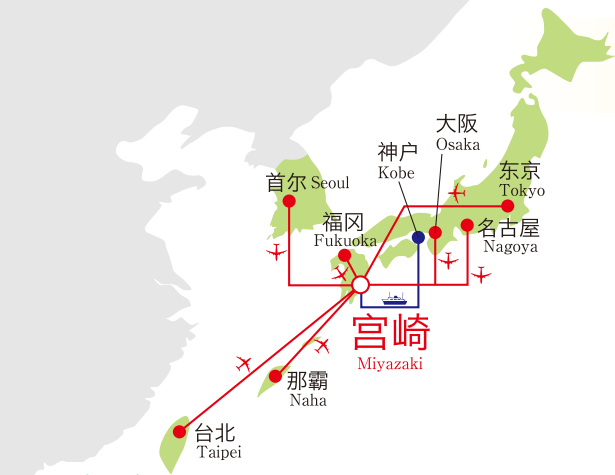 大阪
Osaka
神户
Kobe
东京
Tokyo
首尔 Seoul
福冈
Fukuoka
名古屋
Nagoya
宫崎
Miyazaki
那霸
Naha
台北
Taipei